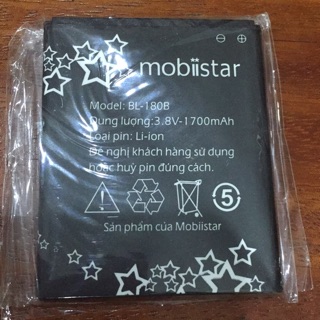 mobiistar
Model: BL-180B
Dung lượng:3.8V-1700mAh
Loại pin: Li-ion
Đề nghị khách hàng sử dụng
hoặc huỷ pin đúng cách.
5
Sản phẩm của Mobiistar